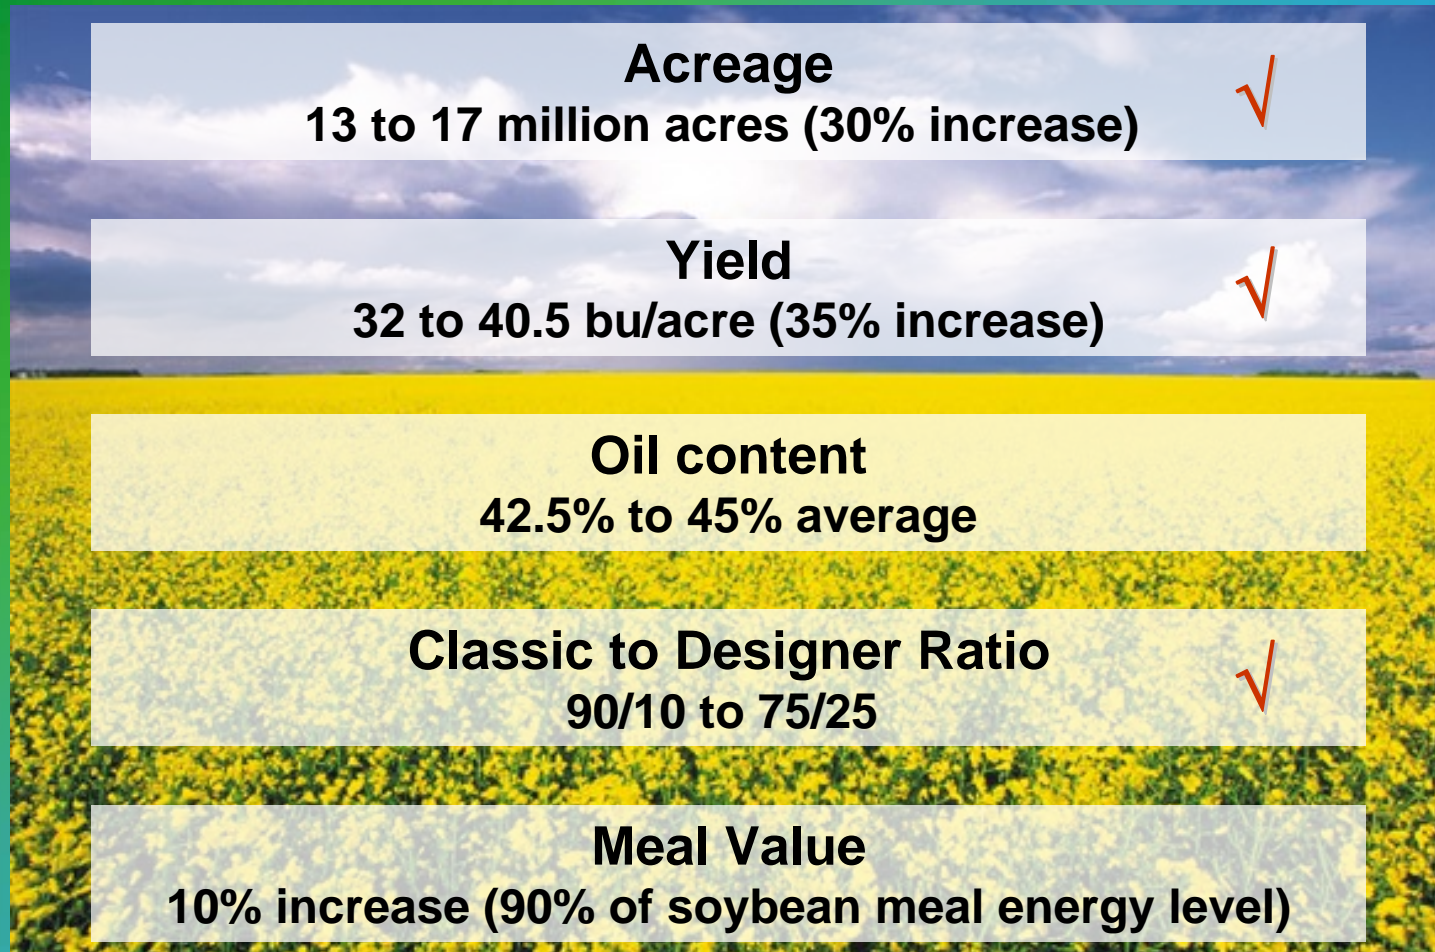 Acreage
13 to 17 million acres (30% increase)
√
Yield
32 to 40.5 bu/acre (35% increase)
√
Oil content
42.5% to 45% average
Classic to Designer Ratio
90/10 to 75/25
√
Meal Value
10% increase (90% of soybean meal energy level)